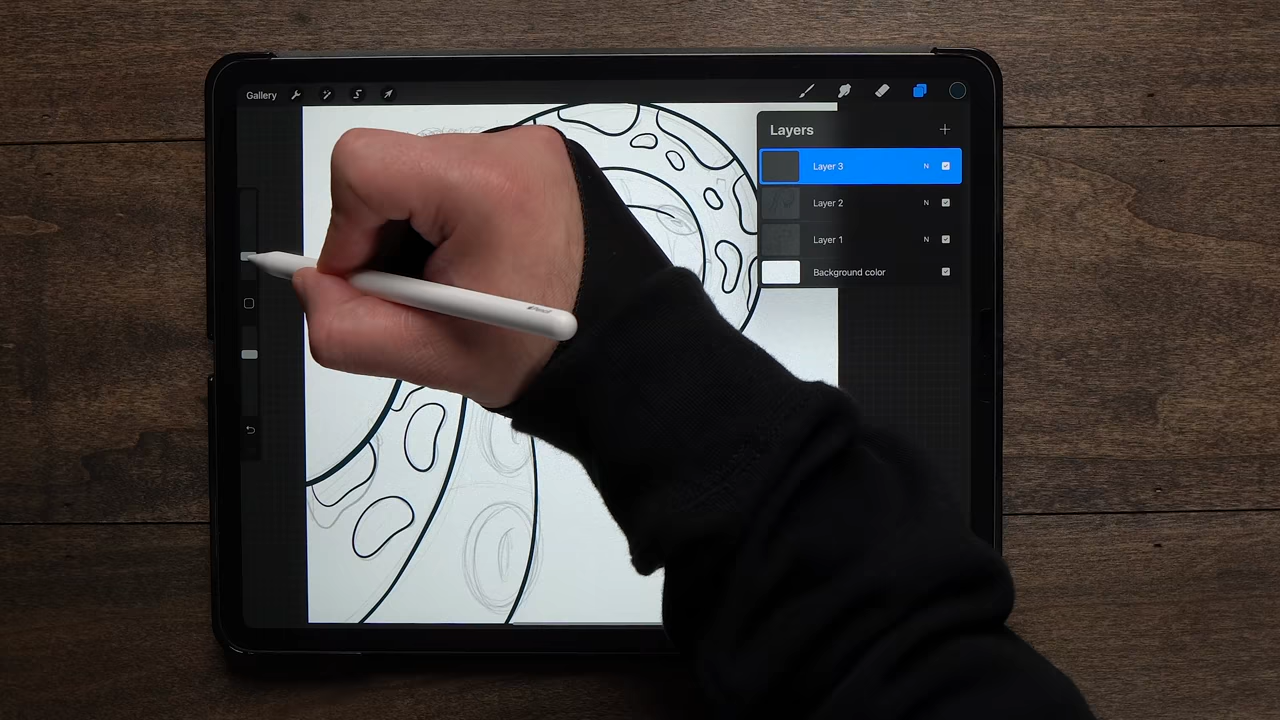 Gallery
Layers
Layer 3 N
Layer 2 N
Layer 1 N
Background color